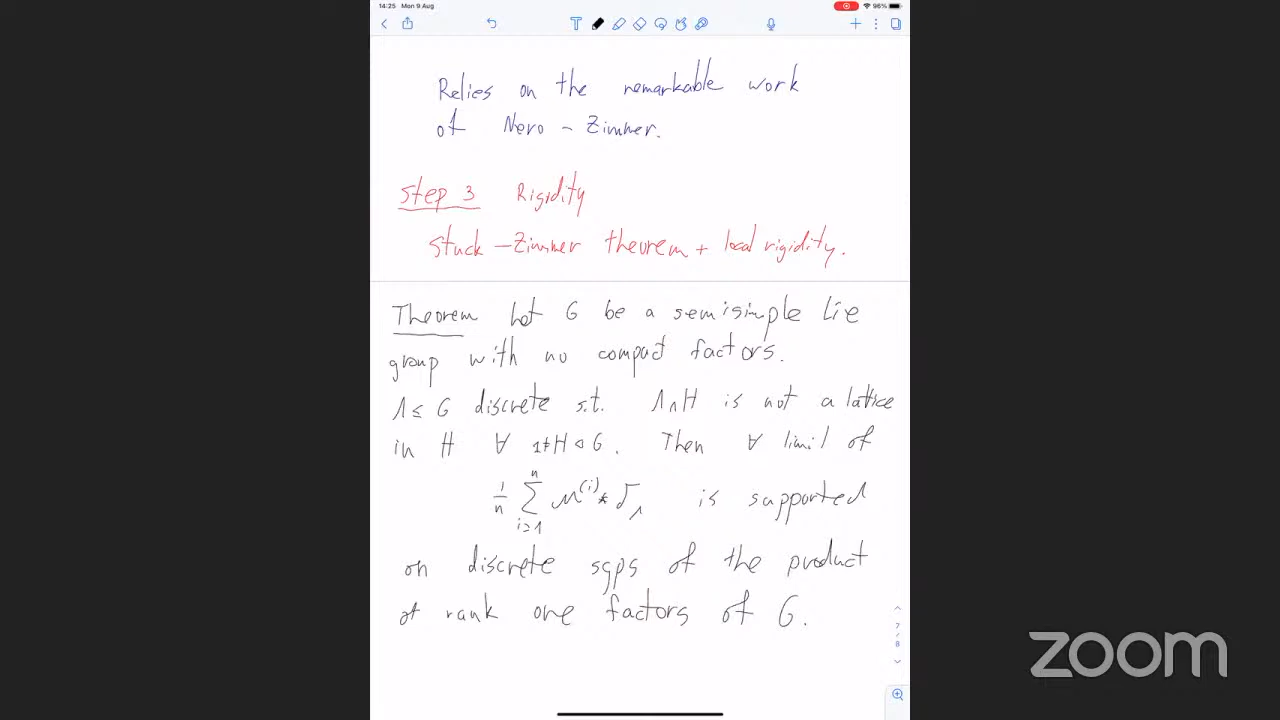 14:25 Mon 9 Aug
96%
Relies on the remarkable work
of Nevo - Zimmer.
Step 3 Rigidity
Stuck - Zimmer theorem + local rigidity.
Theorem Let G be a semisimple Lie
group with no compact factors.
Λ ≤ G discrete s.t. Λ∩H is not a lattice
in H ∀ 1≠H◁G. Then ∀ limit of
1/n ∑_{i=1}^{n} μ^{(i)} * δ_Λ is supported
on discrete sgps of the product
of rank one factors of G.
7
/
8
zoom